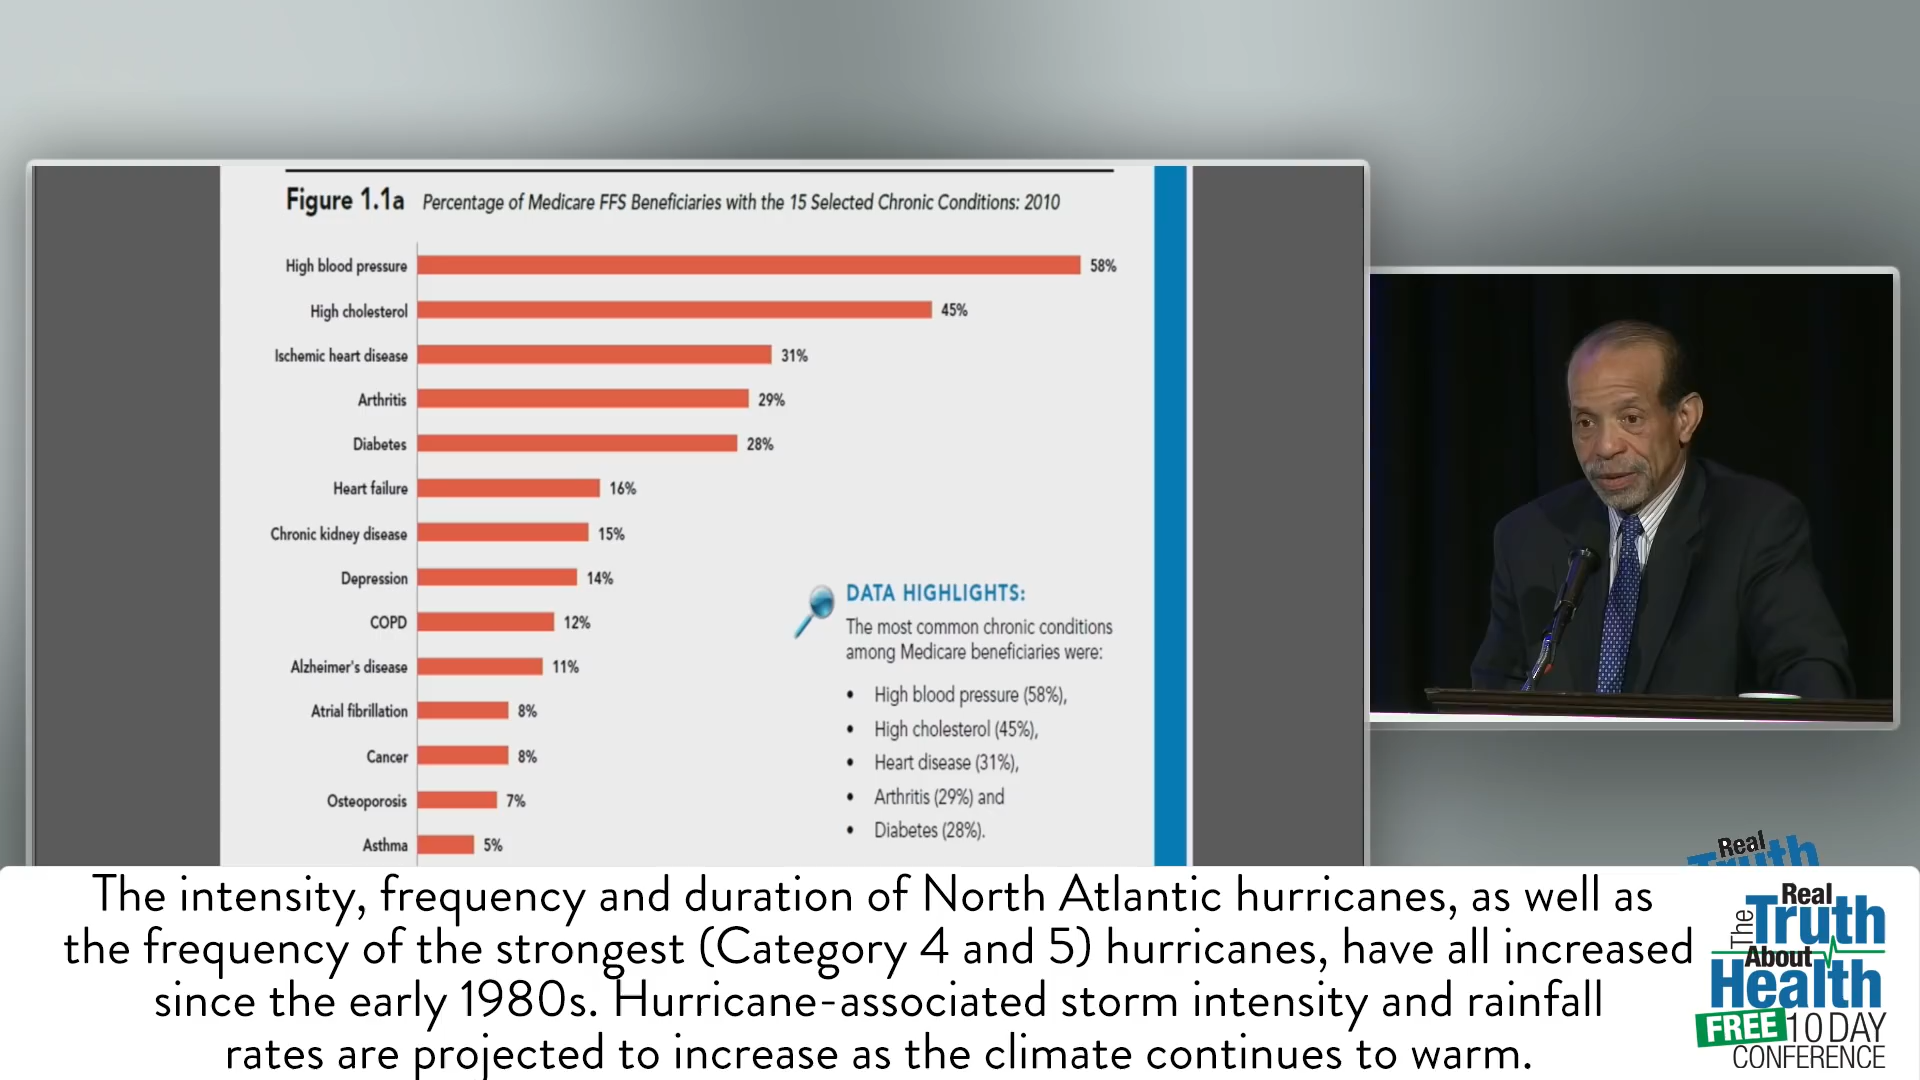 Figure 1.1a Percentage of Medicare FFS Beneficiaries with the 15 Selected Chronic Conditions: 2010
High blood pressure 58%
High cholesterol 45%
Ischemic heart disease 31%
Arthritis 29%
Diabetes 28%
Heart failure 16%
Chronic kidney disease 15%
Depression 14%
COPD 12%
Alzheimer's disease 11%
Atrial fibrillation 8%
Cancer 8%
Osteoporosis 7%
Asthma 5%
DATA HIGHLIGHTS:
The most common chronic conditions
among Medicare beneficiaries were:
• High blood pressure (58%),
• High cholesterol (45%),
• Heart disease (31%),
• Arthritis (29%) and
• Diabetes (28%).
The intensity, frequency and duration of North Atlantic hurricanes, as well as
the frequency of the strongest (Category 4 and 5) hurricanes, have all increased
since the early 1980s. Hurricane-associated storm intensity and rainfall
rates are projected to increase as the climate continues to warm.
Real
Truth
The Real
Truth
About
Health
FREE 10 DAY
CONFERENCE